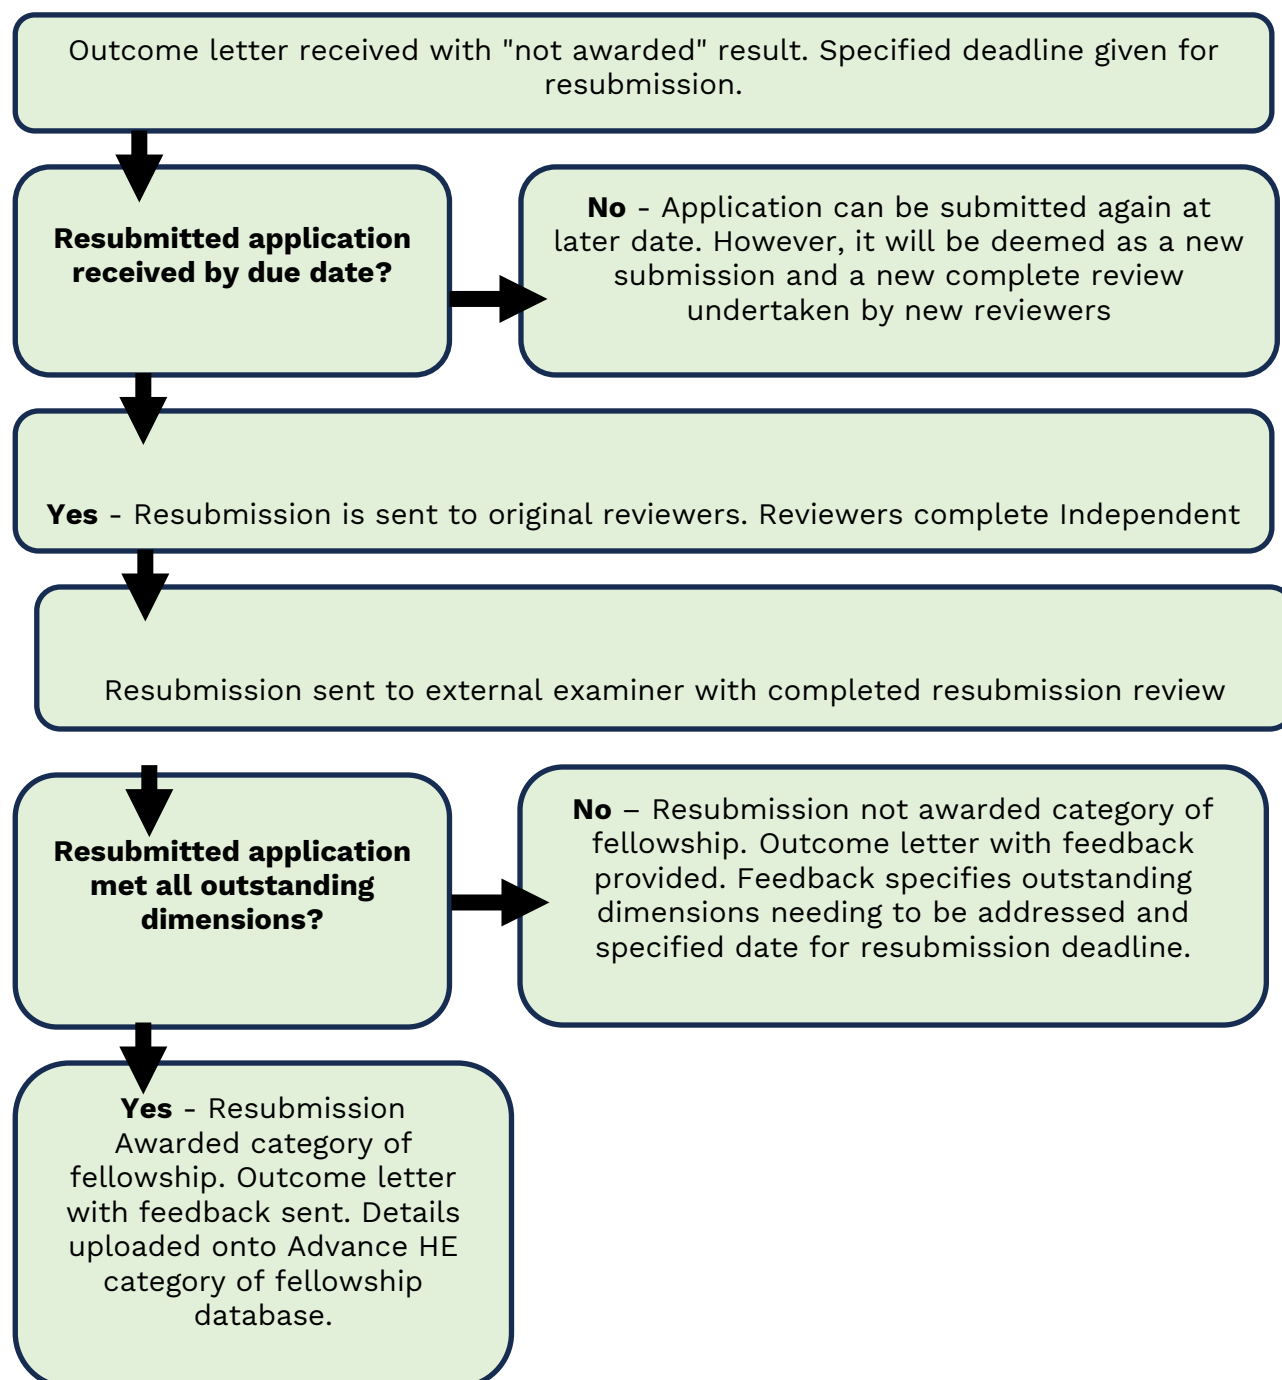 Outcome letter received with "not awarded" result. Specified deadline given for
resubmission.
Resubmitted application
received by due date?
No - Application can be submitted again at
later date. However, it will be deemed as a new
submission and a new complete review
undertaken by new reviewers
Yes - Resubmission is sent to original reviewers. Reviewers complete Independent
Resubmission sent to external examiner with completed resubmission review
Resubmitted application
met all outstanding
dimensions?
No – Resubmission not awarded category of
fellowship. Outcome letter with feedback
provided. Feedback specifies outstanding
dimensions needing to be addressed and
specified date for resubmission deadline.
Yes - Resubmission
Awarded category of
fellowship. Outcome letter
with feedback sent. Details
uploaded onto Advance HE
category of fellowship
database.